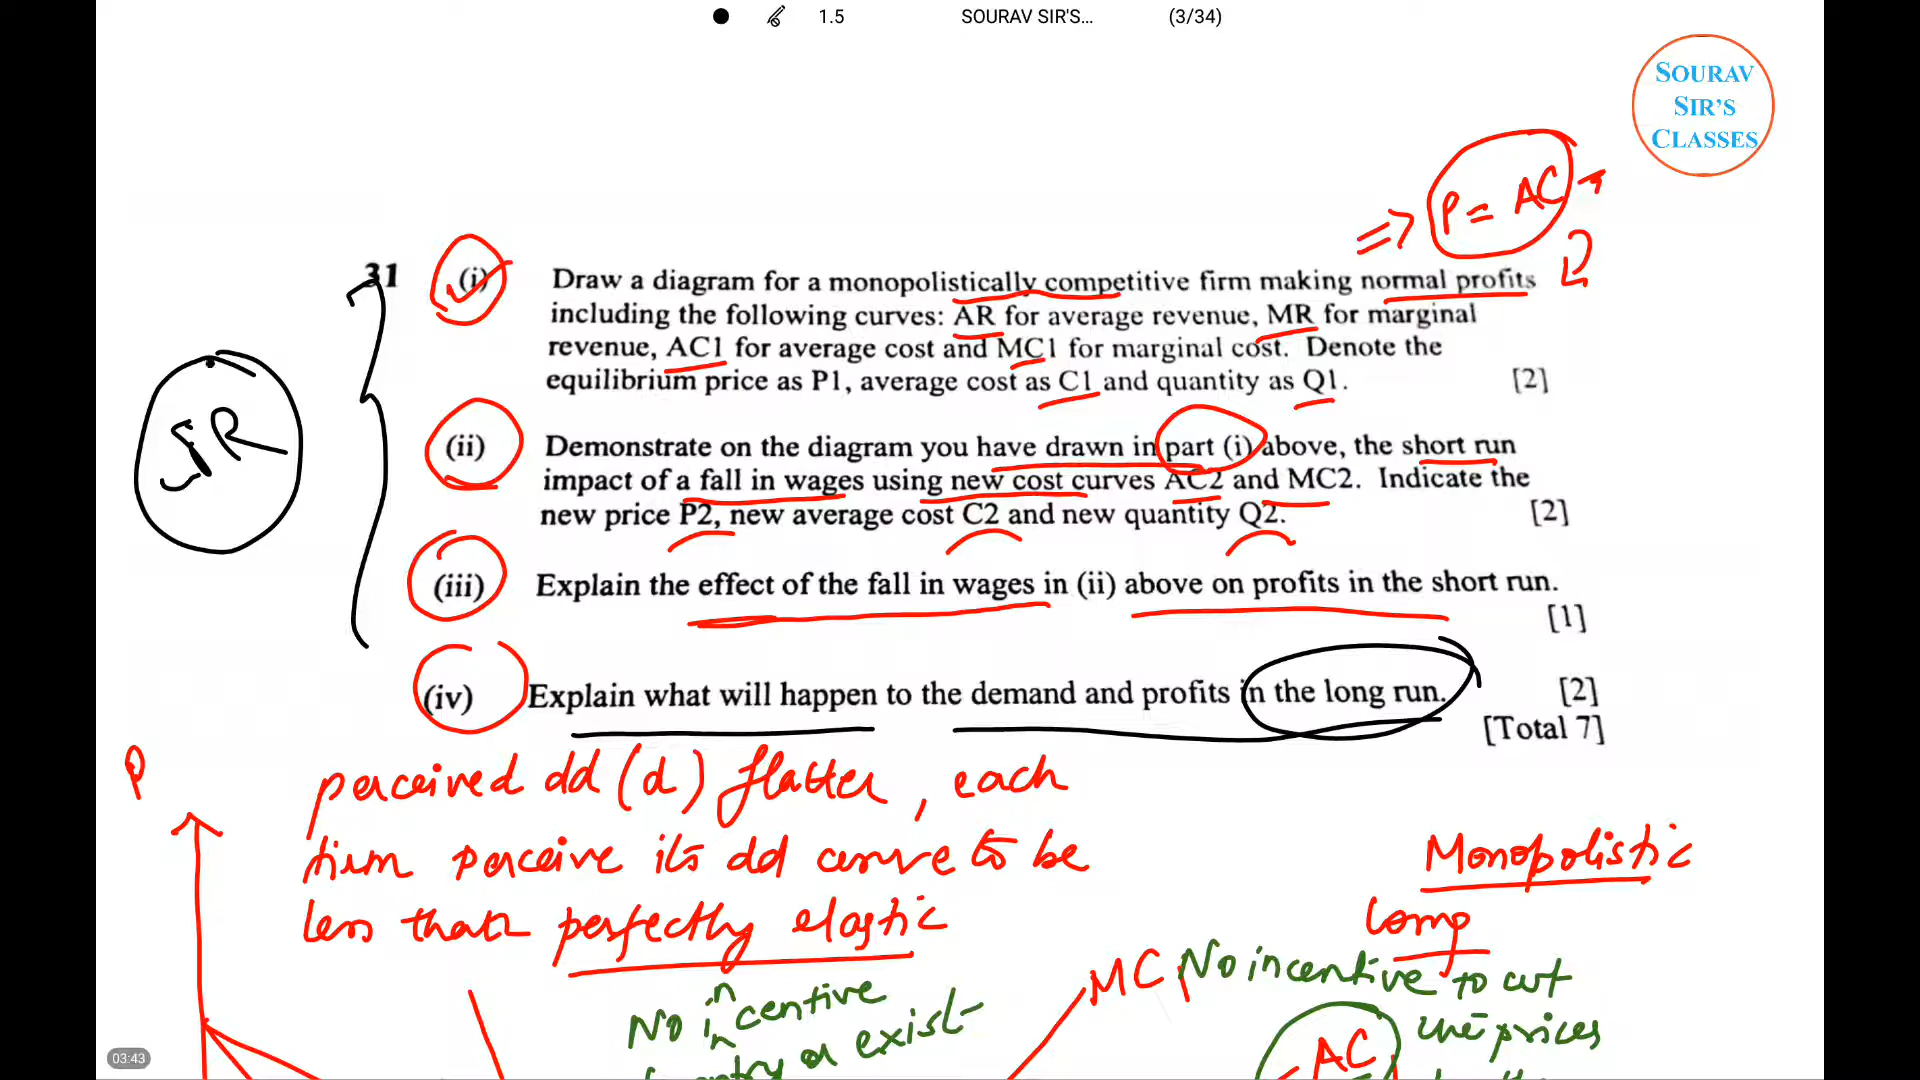 1.5 SOURAV SIR'S... (3/34)
SOURAV
SIR'S
CLASSES
=> P = AC
31 (i) Draw a diagram for a monopolistically competitive firm making normal profits
including the following curves: AR for average revenue, MR for marginal
revenue, AC1 for average cost and MC1 for marginal cost. Denote the
equilibrium price as P1, average cost as C1 and quantity as Q1. [2]
SR
(ii) Demonstrate on the diagram you have drawn in part (i) above, the short run
impact of a fall in wages using new cost curves AC2 and MC2. Indicate the
new price P2, new average cost C2 and new quantity Q2. [2]
(iii) Explain the effect of the fall in wages in (ii) above on profits in the short run.
[1]
(iv) Explain what will happen to the demand and profits in the long run. [2]
[Total 7]
P
perceived dd (d) flatter, each
firm perceive its dd curve to be
less than perfectly elastic
Monopolistic
Comp
MC
No incentive to cut
the prices
No incentive
entry or exist
AC
03:43